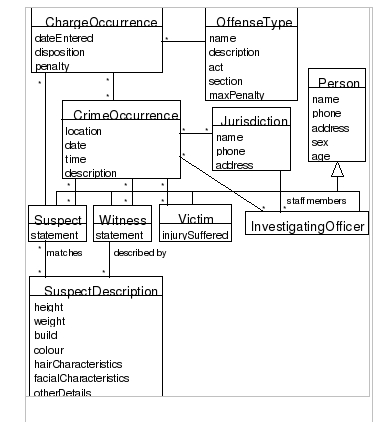 ChargeOccurrence
dateEntered
disposition
penalty
OffenseType
name
description
act
section
maxPenalty
Person
name
phone
address
sex
age
CrimeOccurrence
location
date
time
description
Jurisdiction
name
phone
address
staff members
Suspect
statement
Witness
statement
Victim
injurySuffered
InvestigatingOfficer
matches
described by
SuspectDescription
height
weight
build
colour
hairCharacteristics
facialCharacteristics
otherDetails